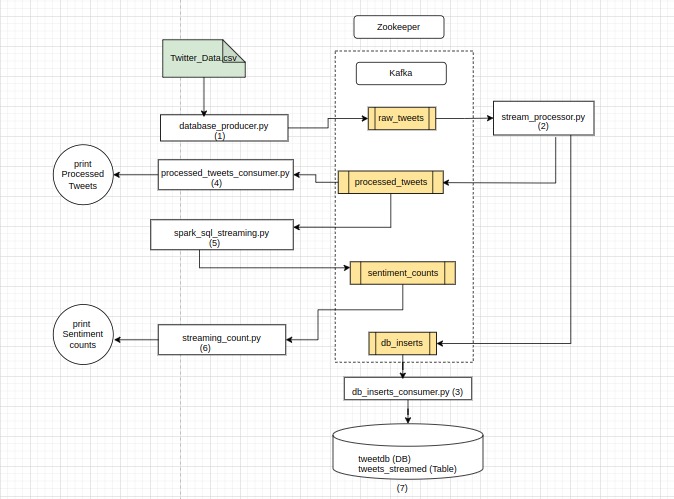 Zookeeper
Twitter_Data.csv
Kafka
database_producer.py
(1)
raw_tweets
stream_processor.py
(2)
print
Processed
Tweets
processed_tweets_consumer.py
(4)
processed_tweets
spark_sql_streaming.py
(5)
sentiment_counts
print
Sentiment
counts
streaming_count.py
(6)
db_inserts
db_inserts_consumer.py (3)
tweetdb (DB)
tweets_streamed (Table)
(7)